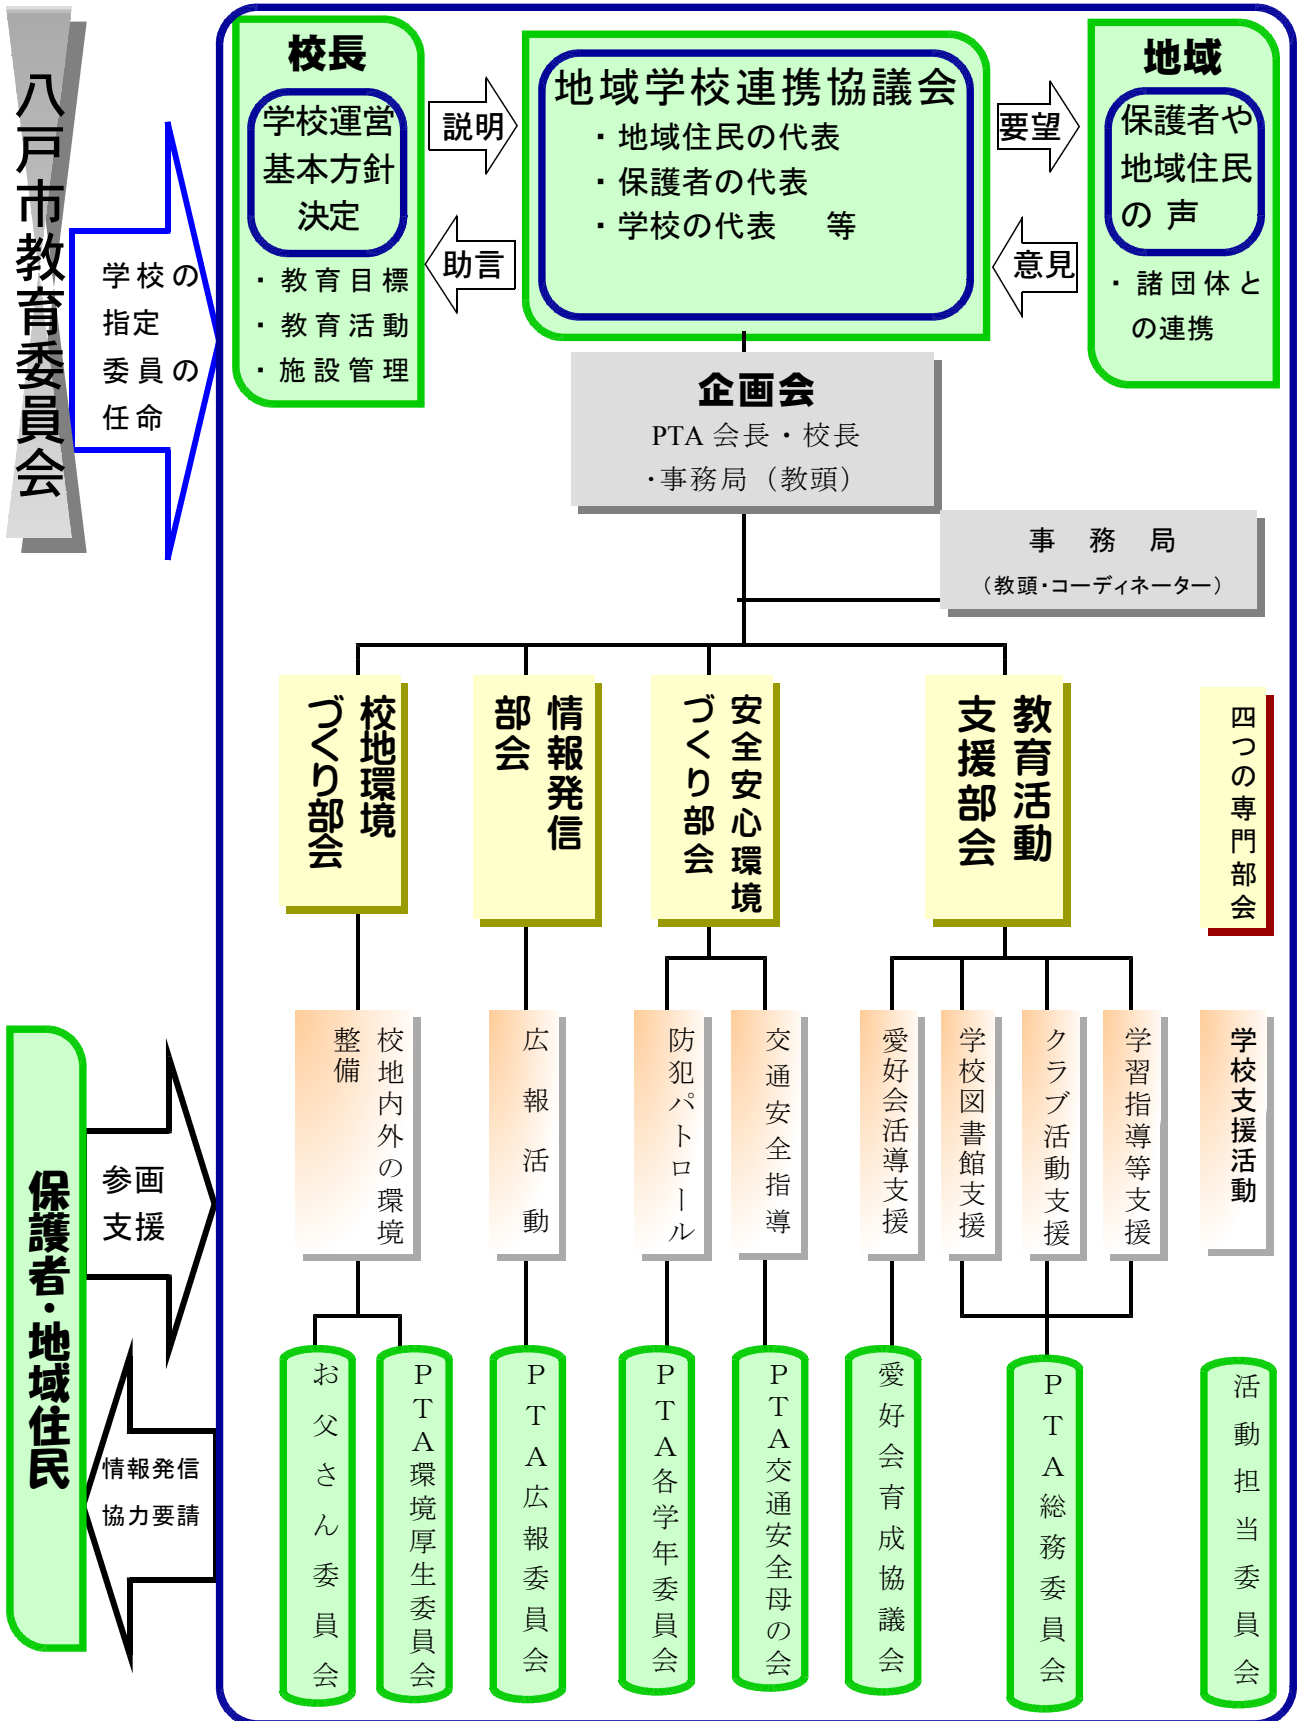 八戸市教育委員会
学校の
指定
委員の
任命
校長
学校運営
基本方針
決定
・教育目標
・教育活動
・施設管理
説明
助言
地域学校連携協議会
・地域住民の代表
・保護者の代表
・学校の代表 等
要望
意見
地域
保護者や
地域住民
の 声
・諸団体と
の連携
企画会
PTA 会長・校長
・事務局（教頭）
事 務 局
（教頭・コーディネーター）
校地環境
づくり部会
情報発信
部会
安全安心環境
づくり部会
教育活動
支援部会
四つの専門部会
校地内外の環境
整備
広報活動
防犯パトロール
交通安全指導
愛好会活導支援
学校図書館支援
クラブ活動支援
学習指導等支援
学校支援活動
お父さん委員会
ＰＴＡ環境厚生委員会
ＰＴＡ広報委員会
ＰＴＡ各学年委員会
ＰＴＡ交通安全母の会
愛好会育成協議会
ＰＴＡ総務委員会
活動担当委員会
保護者・地域住民
参画
支援
情報発信
協力要請